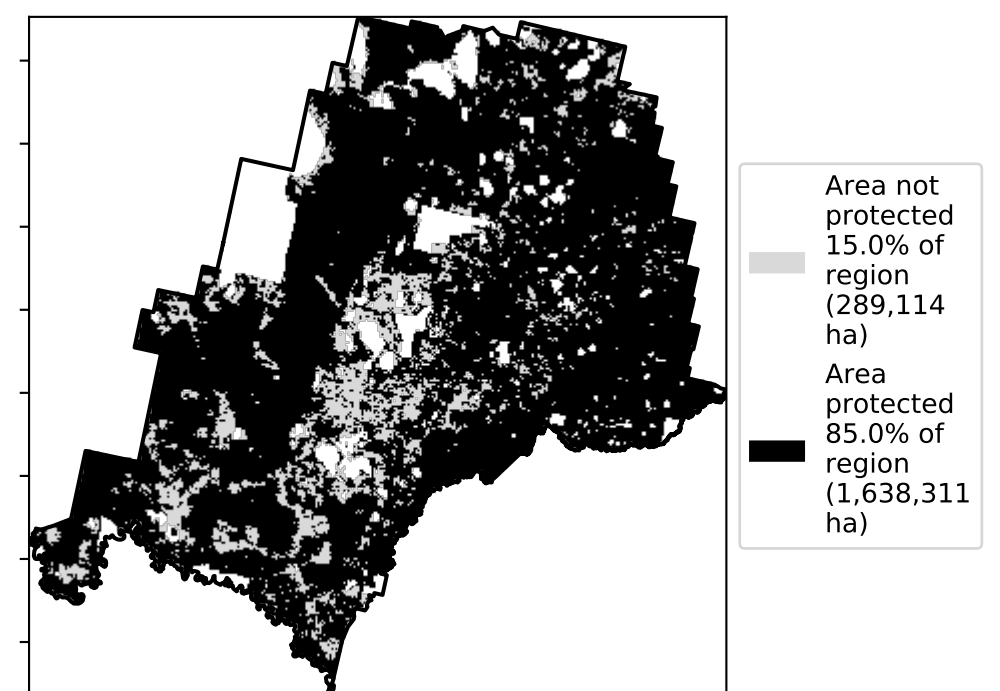 Area not
protected
15.0% of
region
(289,114
ha)
Area
protected
85.0% of
region
(1,638,311
ha)